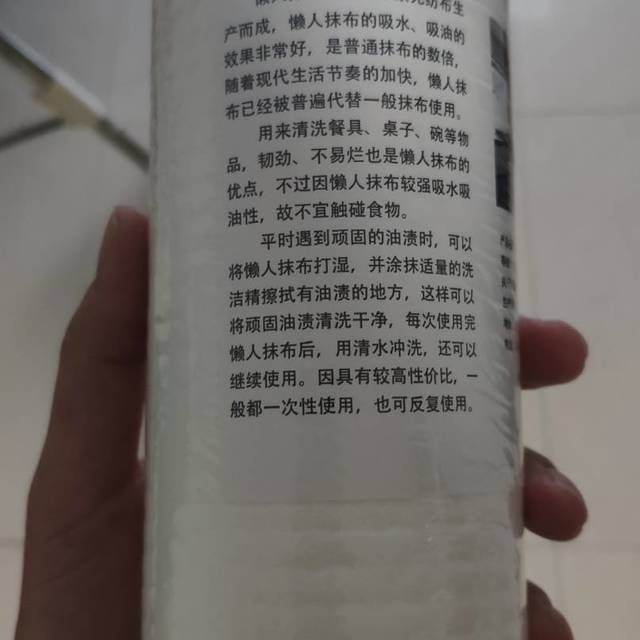 无纺布生
产而成，懒人抹布的吸水、吸油的
效果非常好，是普通抹布的数倍，
随着现代生活节奏的加快，懒人抹
布已经被普遍代替一般抹布使用。
用来清洗餐具、桌子、碗等物
品，韧劲、不易烂也是懒人抹布的
优点，不过因懒人抹布较强吸水吸
油性，故不宜触碰食物。
平时遇到顽固的油渍时，可以
将懒人抹布打湿，并涂抹适量的洗
洁精擦拭有油渍的地方，这样可以
将顽固油渍清洗干净，每次使用完
懒人抹布后，用清水冲洗，还可以
继续使用。因具有较高性价比，一
般都一次性使用，也可反复使用。